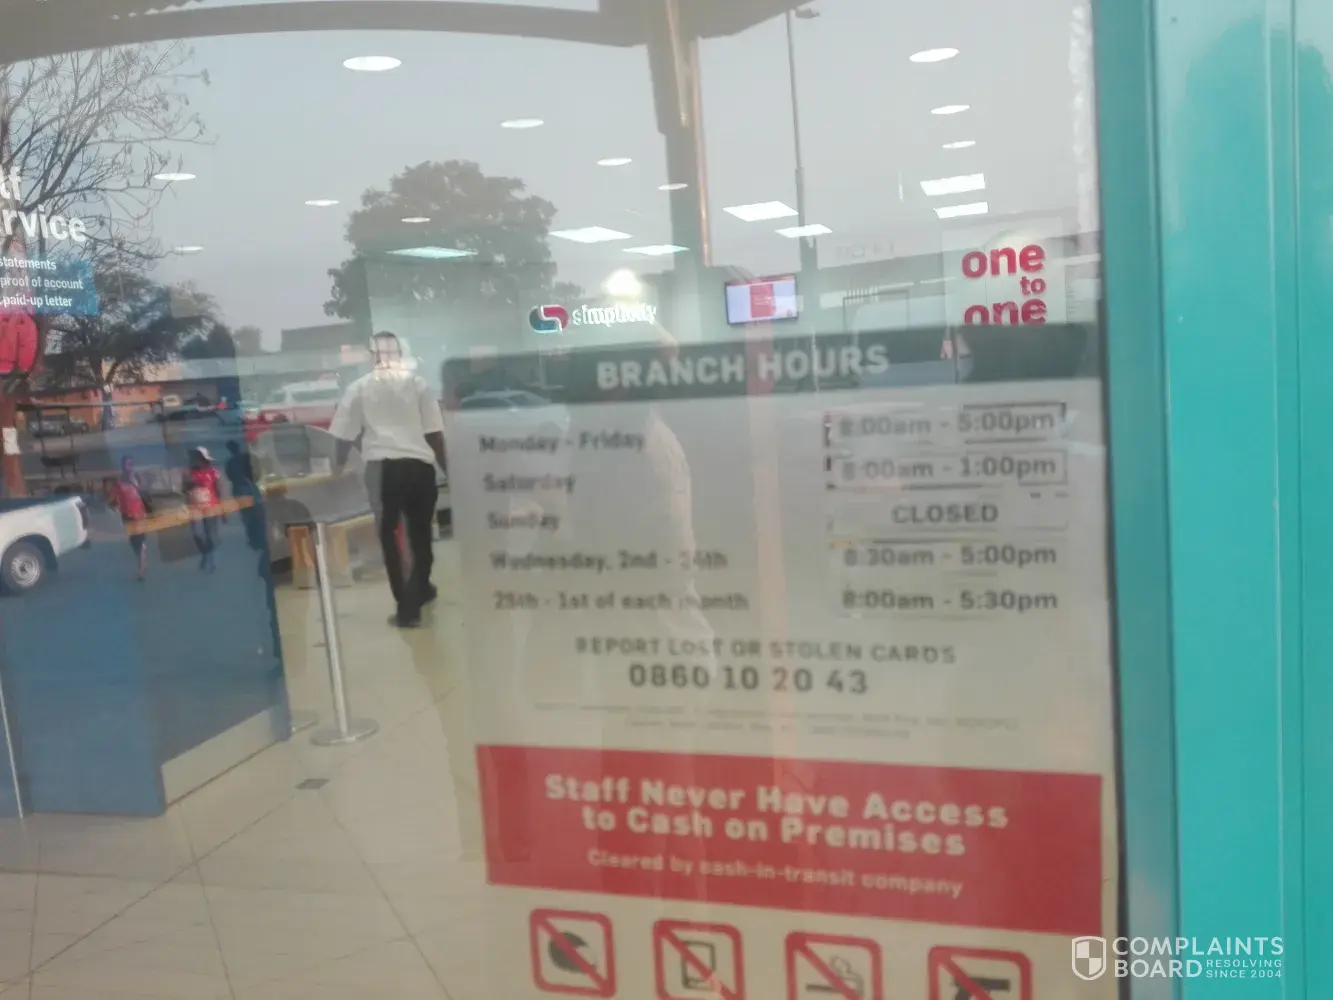 rvice
statements
proof of account
paid-up letter
one
to
one
BRANCH HOURS
Monday - Friday 8:00am - 5:00pm
Saturday 8:00am - 1:00pm
Sunday CLOSED
Wednesday, 2nd - 24th 8:30am - 5:00pm
25th - 1st of each month 8:00am - 5:30pm
REPORT LOST OR STOLEN CARDS
0860 10 20 43
Staff Never Have Access
to Cash on Premises
Cleared by cash-in-transit company
COMPLAINTS
BOARD RESOLVING
SINCE 2004